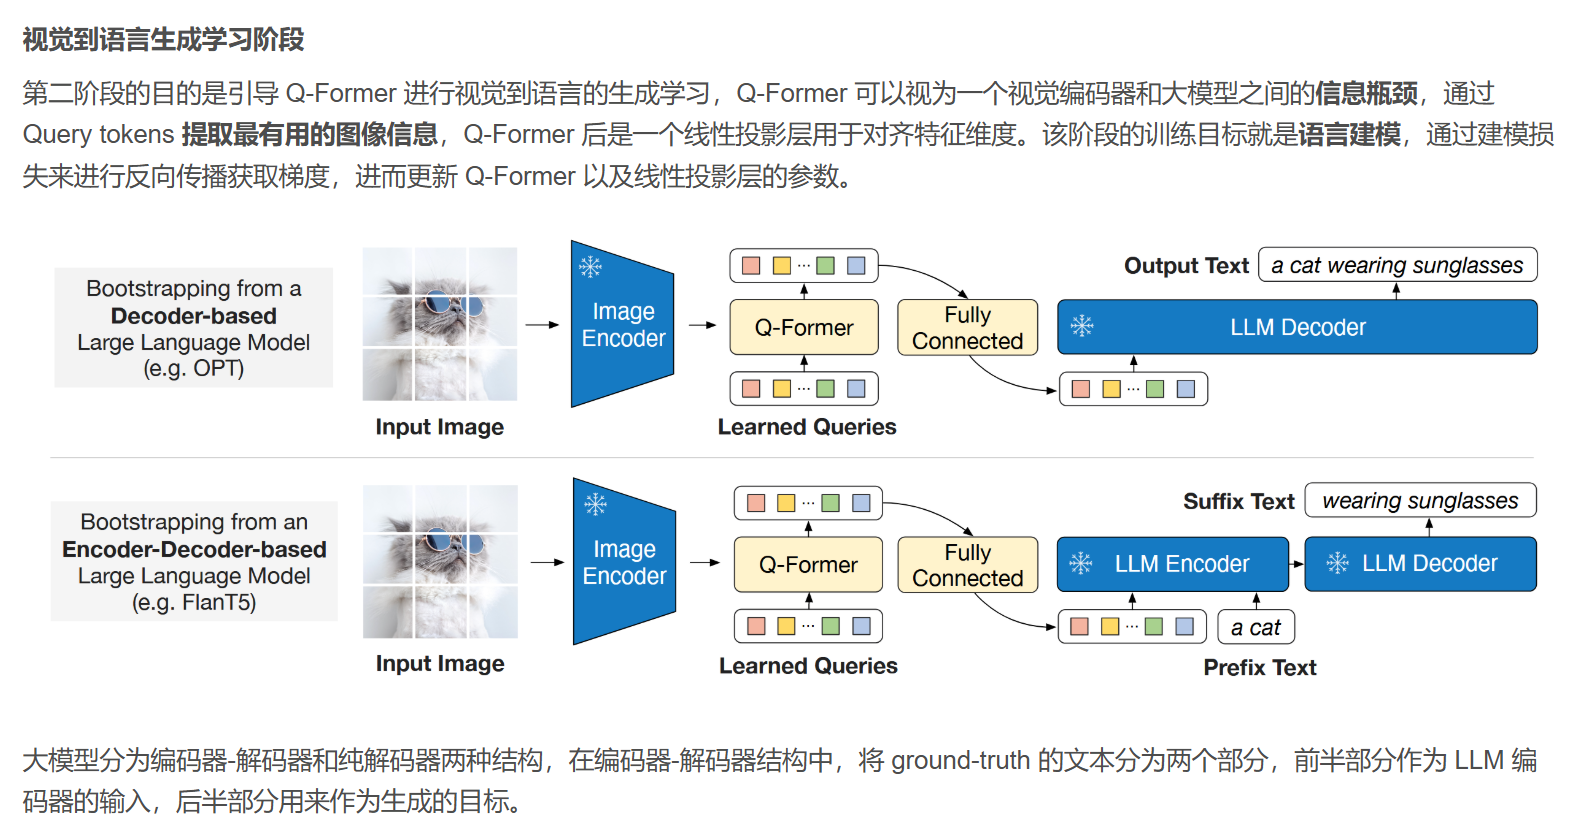 视觉到语言生成学习阶段
第二阶段的目的是引导 Q-Former 进行视觉到语言的生成学习，Q-Former 可以视为一个视觉编码器和大模型之间的信息瓶颈，通过
Query tokens 提取最有用的图像信息，Q-Former 后是一个线性投影层用于对齐特征维度。该阶段的训练目标就是语言建模，通过建模损
失来进行反向传播获取梯度，进而更新 Q-Former 以及线性投影层的参数。
Bootstrapping from a
Decoder-based
Large Language Model
(e.g. OPT)
Input Image
Image
Encoder
Q-Former
Learned Queries
Fully
Connected
Output Text
a cat wearing sunglasses
LLM Decoder
Bootstrapping from an
Encoder-Decoder-based
Large Language Model
(e.g. FlanT5)
Input Image
Image
Encoder
Q-Former
Learned Queries
Fully
Connected
Suffix Text
wearing sunglasses
LLM Encoder
LLM Decoder
a cat
Prefix Text
大模型分为编码器-解码器和纯解码器两种结构，在编码器-解码器结构中，将 ground-truth 的文本分为两个部分，前半部分作为 LLM 编
码器的输入，后半部分用来作为生成的目标。